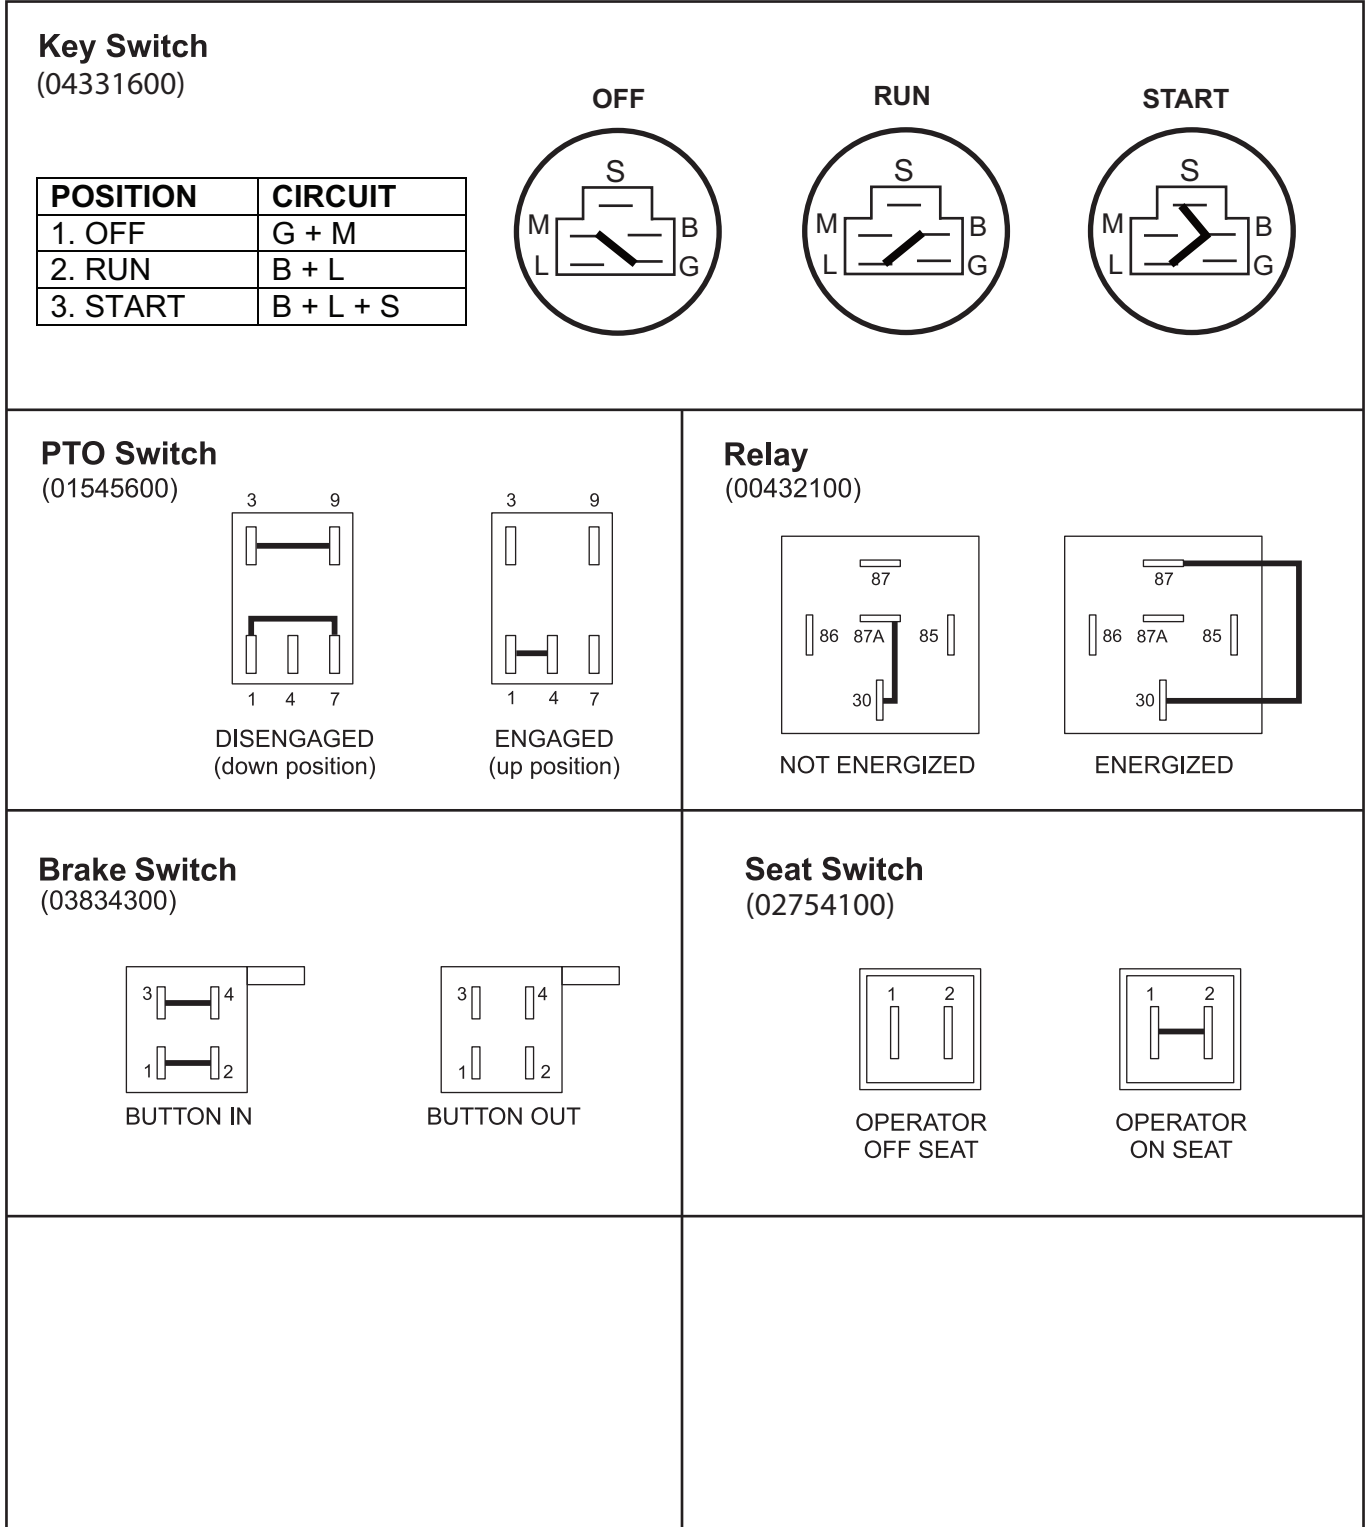 Key Switch
(04331600)
OFF RUN START
POSITION CIRCUIT
1. OFF G + M
2. RUN B + L
3. START B + L + S
S
M B
L G
S
M B
L G
S
M B
L G
PTO Switch
(01545600)
3 9
1 4 7
DISENGAGED
(down position)
3 9
1 4 7
ENGAGED
(up position)
Relay
(00432100)
87
86 87A 85
30
NOT ENERGIZED
87
86 87A 85
30
ENERGIZED
Brake Switch
(03834300)
3 4
1 2
BUTTON IN
3 4
1 2
BUTTON OUT
Seat Switch
(02754100)
1 2
OPERATOR
OFF SEAT
1 2
OPERATOR
ON SEAT